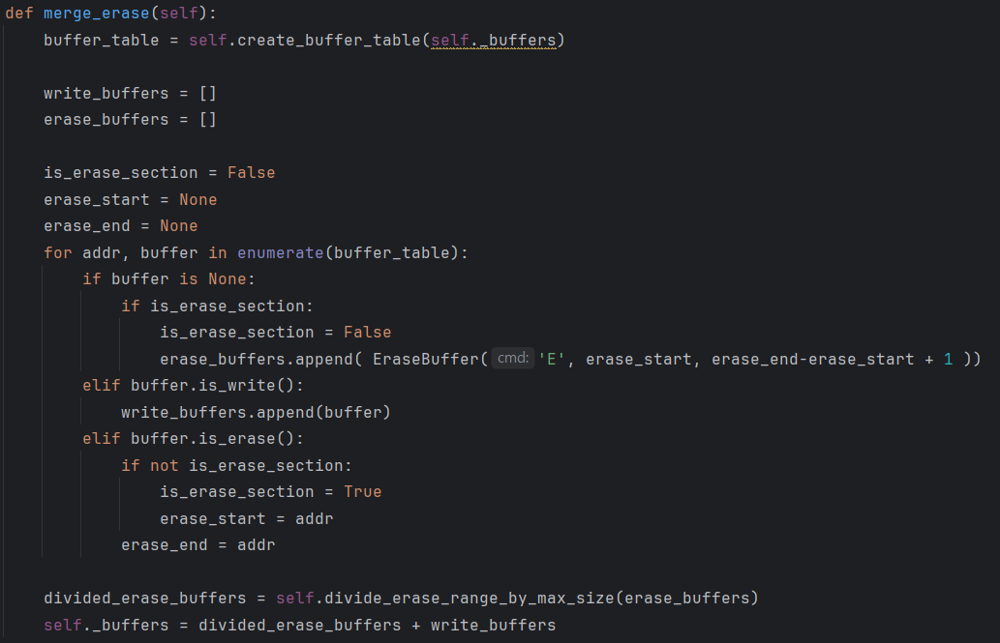 def merge_erase(self):
    buffer_table = self.create_buffer_table(self._buffers)

    write_buffers = []
    erase_buffers = []

    is_erase_section = False
    erase_start = None
    erase_end = None
    for addr, buffer in enumerate(buffer_table):
        if buffer is None:
            if is_erase_section:
                is_erase_section = False
                erase_buffers.append( EraseBuffer( cmd: 'E', erase_start, erase_end-erase_start + 1 ))
        elif buffer.is_write():
            write_buffers.append(buffer)
        elif buffer.is_erase():
            if not is_erase_section:
                is_erase_section = True
                erase_start = addr
            erase_end = addr

    divided_erase_buffers = self.divide_erase_range_by_max_size(erase_buffers)
    self._buffers = divided_erase_buffers + write_buffers